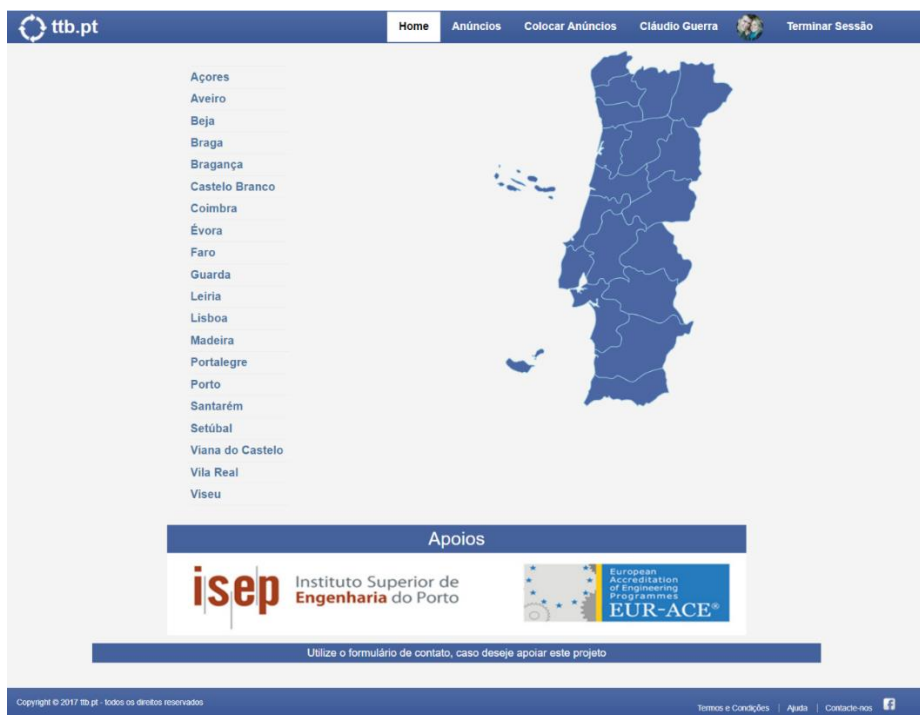 ttb.pt
Home Anúncios Colocar Anúncios Cláudio Guerra Terminar Sessão
Açores
Aveiro
Beja
Braga
Bragança
Castelo Branco
Coimbra
Évora
Faro
Guarda
Leiria
Lisboa
Madeira
Portalegre
Porto
Santarém
Setúbal
Viana do Castelo
Vila Real
Viseu
Apoios
isep
Instituto Superior de
Engenharia do Porto
European
Accreditation
of Engineering
Programmes
EUR-ACE®
Utilize o formulário de contato, caso deseje apoiar este projeto
Copyright © 2017 ttb.pt - todos os direitos reservados
Termos e Condições | Ajuda | Contacte-nos f